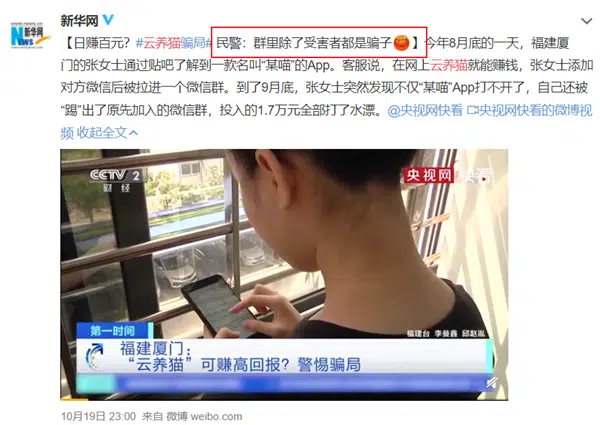 新华网
新华网
【日赚百元？#云养猫骗局# 民警：群里除了受害者都是骗子】今年8月底的一天，福建厦
门的张女士通过贴吧了解到一款名叫“某喵”的App。客服说，在网上云养猫就能赚钱，张女士添加
对方微信后被拉进一个微信群。到了9月底，张女士突然发现不仅“某喵”App打不开了，自己还被
“踢”出了原先加入的微信群，投入的1.7万元全部打了水漂。@央视网快看 央视网快看的微博视
频 收起全文
CCTV 2
财经
央视网 快看
第一时间
福建台 李曼鑫 邱赵胤
福建厦门：
“云养猫”可赚高回报？警惕骗局
10月19日 23:00 来自 微博 weibo.com